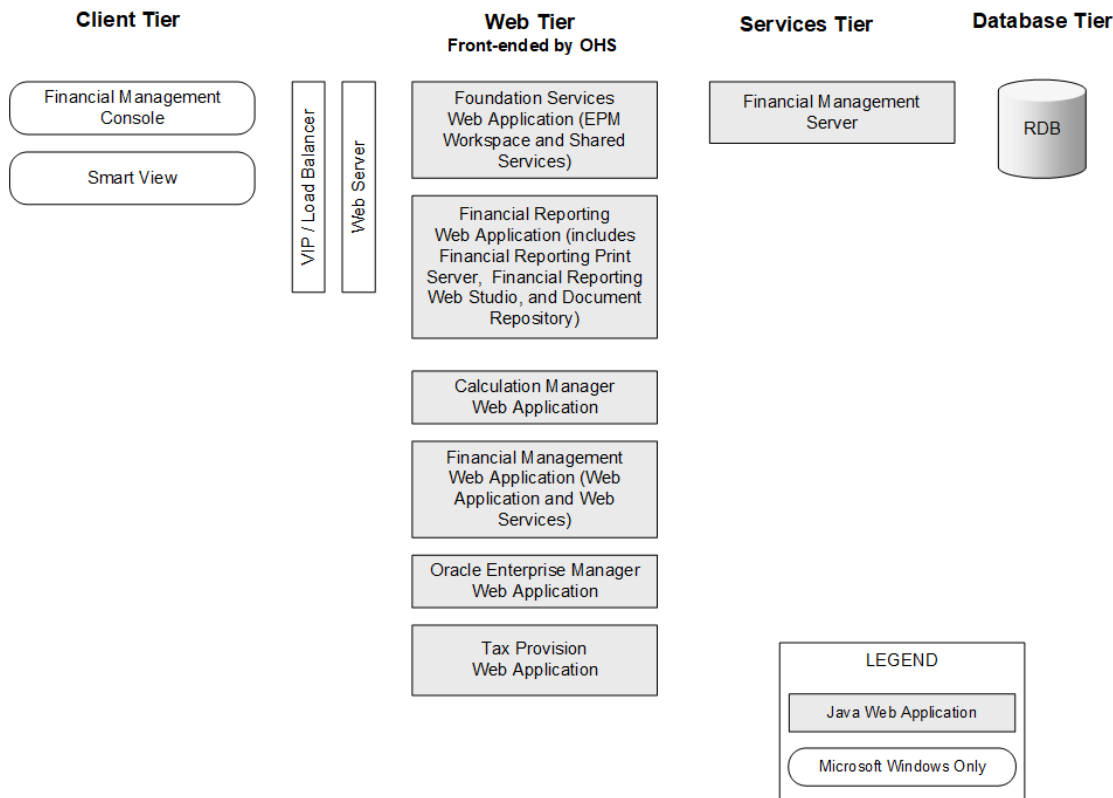 Client Tier
Web Tier
Front-ended by OHS
Services Tier
Database Tier
Financial Management
Console
Smart View
VIP / Load Balancer
Web Server
Foundation Services
Web Application (EPM
Workspace and Shared
Services)
Financial Reporting
Web Application (includes
Financial Reporting Print
Server,  Financial Reporting
Web Studio, and Document
Repository)
Calculation Manager
Web Application
Financial Management
Web Application (Web
Application and Web
Services)
Oracle Enterprise Manager
Web Application
Tax Provision
Web Application
Financial Management
Server
RDB
LEGEND
Java Web Application
Microsoft Windows Only